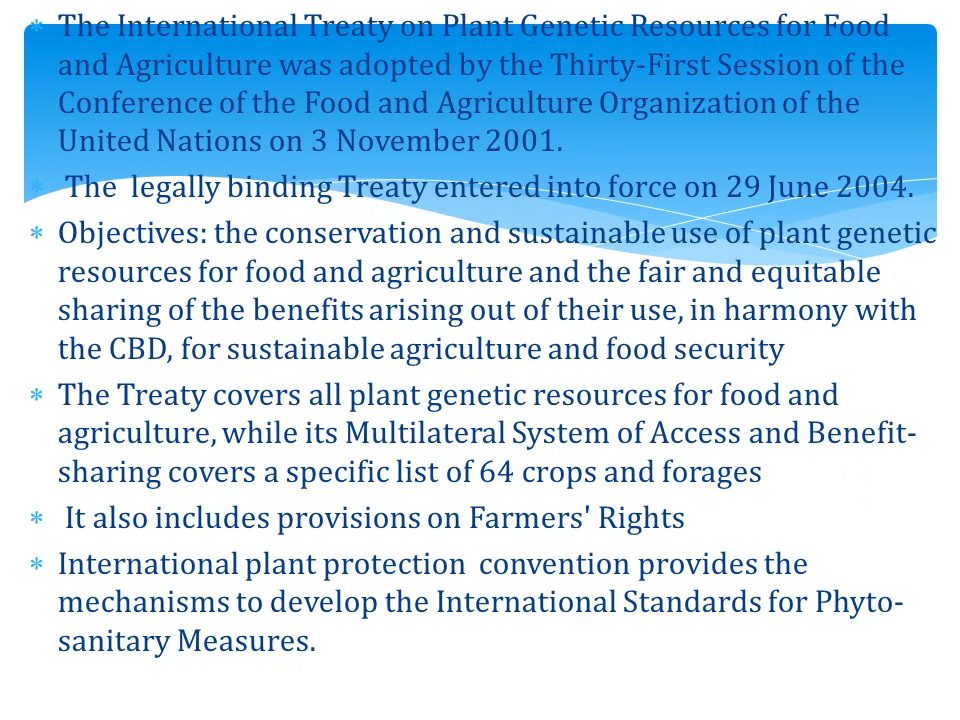 * The International Treaty on Plant Genetic Resources for Food
and Agriculture was adopted by the Thirty-First Session of the
Conference of the Food and Agriculture Organization of the
United Nations on 3 November 2001.
* The legally binding Treaty entered into force on 29 June 2004.
* Objectives: the conservation and sustainable use of plant genetic
resources for food and agriculture and the fair and equitable
sharing of the benefits arising out of their use, in harmony with
the CBD, for sustainable agriculture and food security
* The Treaty covers all plant genetic resources for food and
agriculture, while its Multilateral System of Access and Benefit-
sharing covers a specific list of 64 crops and forages
* It also includes provisions on Farmers' Rights
* International plant protection convention provides the
mechanisms to develop the International Standards for Phyto-
sanitary Measures.